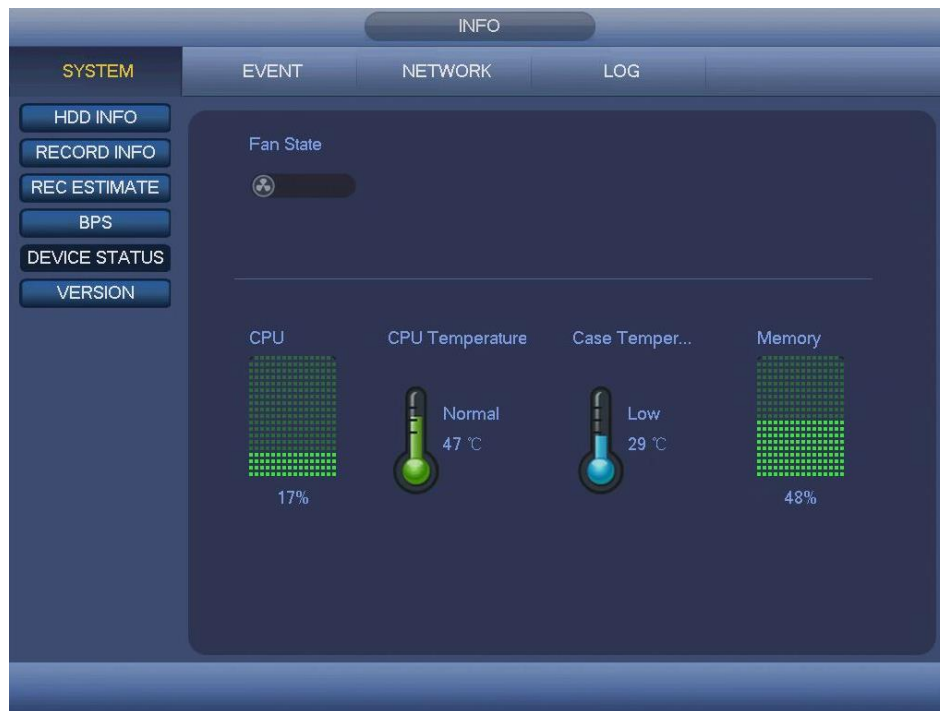 INFO
SYSTEM
EVENT
NETWORK
LOG
HDD INFO
RECORD INFO
REC ESTIMATE
BPS
DEVICE STATUS
VERSION
Fan State
CPU
CPU Temperature
Case Temper...
Memory
Normal
47 ℃
Low
29 ℃
17%
48%